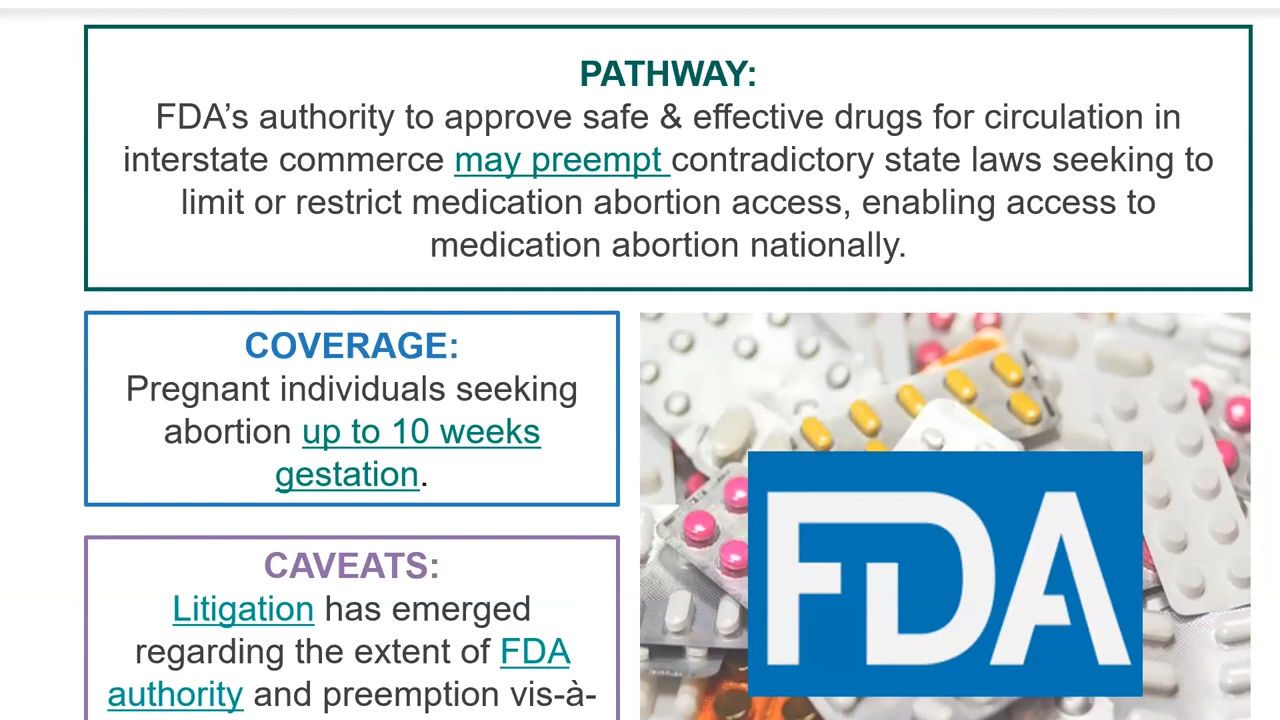 PATHWAY:
FDA’s authority to approve safe & effective drugs for circulation in
interstate commerce may preempt contradictory state laws seeking to
limit or restrict medication abortion access, enabling access to
medication abortion nationally.
COVERAGE:
Pregnant individuals seeking
abortion up to 10 weeks
gestation.
CAVEATS:
Litigation has emerged
regarding the extent of FDA
authority and preemption vis-à-
FDA